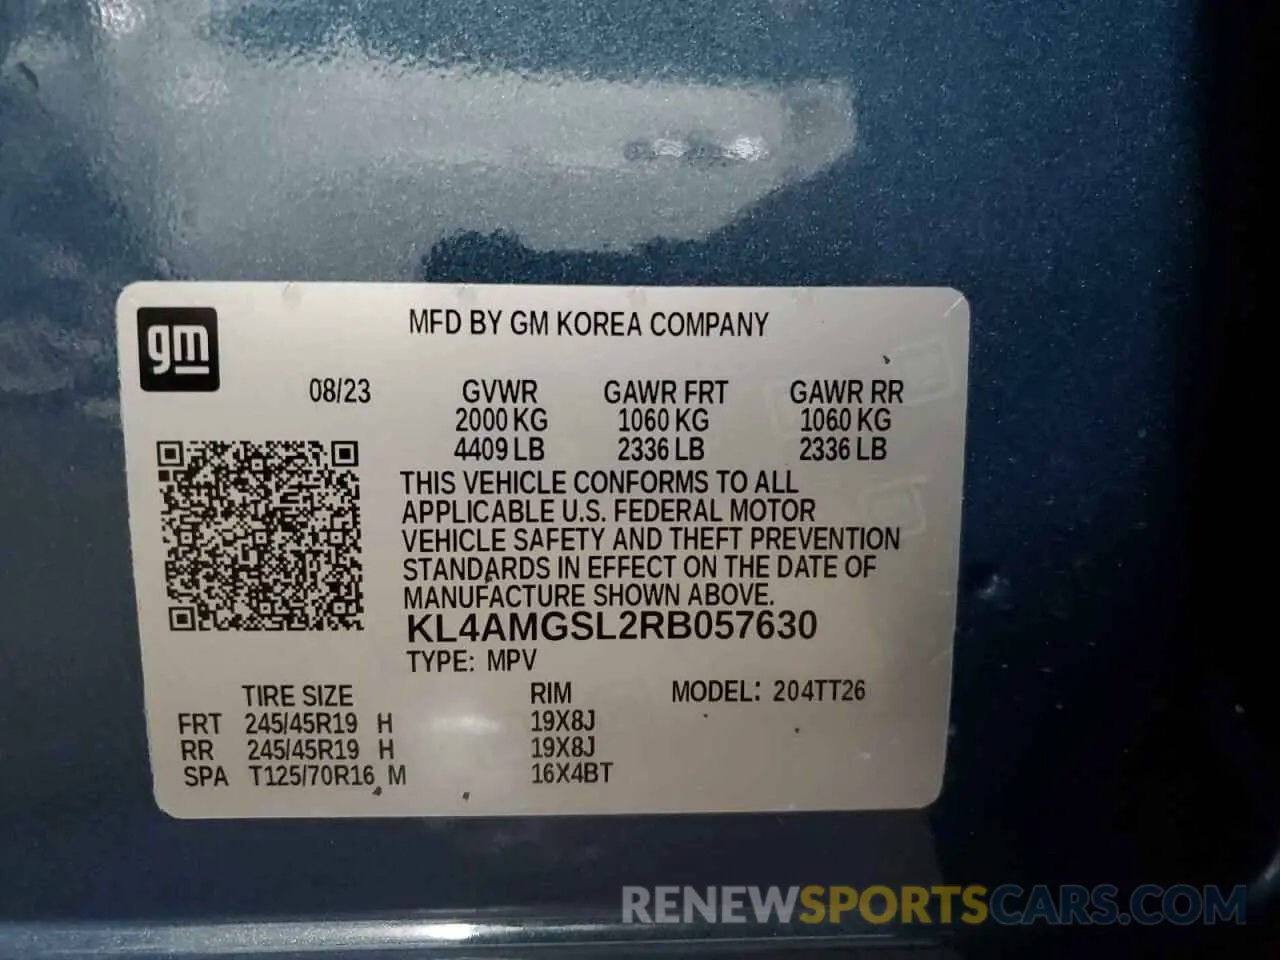 gm
MFD BY GM KOREA COMPANY
08/23 GVWR GAWR FRT GAWR RR
2000 KG 1060 KG 1060 KG
4409 LB 2336 LB 2336 LB
THIS VEHICLE CONFORMS TO ALL
APPLICABLE U.S. FEDERAL MOTOR
VEHICLE SAFETY AND THEFT PREVENTION
STANDARDS IN EFFECT ON THE DATE OF
MANUFACTURE SHOWN ABOVE.
KL4AMGSL2RB057630
TYPE: MPV
TIRE SIZE RIM MODEL: 204TT26
FRT 245/45R19 H 19X8J
RR 245/45R19 H 19X8J
SPA T125/70R16 M 16X4BT
RENEWSPORTSCARS.COM